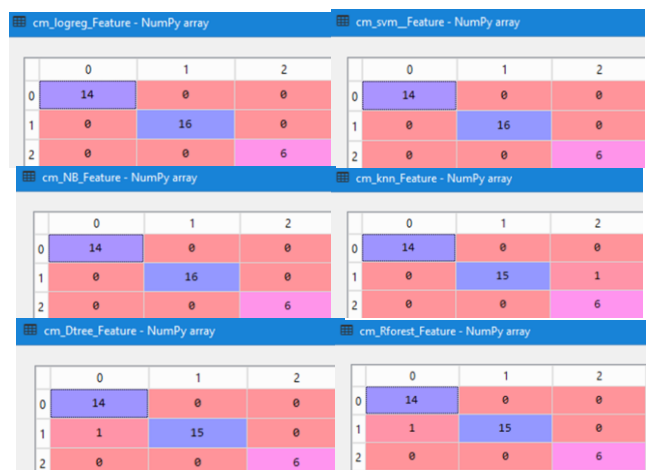 cm_logreg_Feature - NumPy array
0 1 2
0 14 0 0
1 0 16 0
2 0 0 6
cm_svm__Feature - NumPy array
0 1 2
0 14 0 0
1 0 16 0
2 0 0 6
cm_NB_Feature - NumPy array
0 1 2
0 14 0 0
1 0 16 0
2 0 0 6
cm_knn_Feature - NumPy array
0 1 2
0 14 0 0
1 0 15 1
2 0 0 6
cm_Dtree_Feature - NumPy array
0 1 2
0 14 0 0
1 1 15 0
2 0 0 6
cm_Rforest_Feature - NumPy array
0 1 2
0 14 0 0
1 1 15 0
2 0 0 6